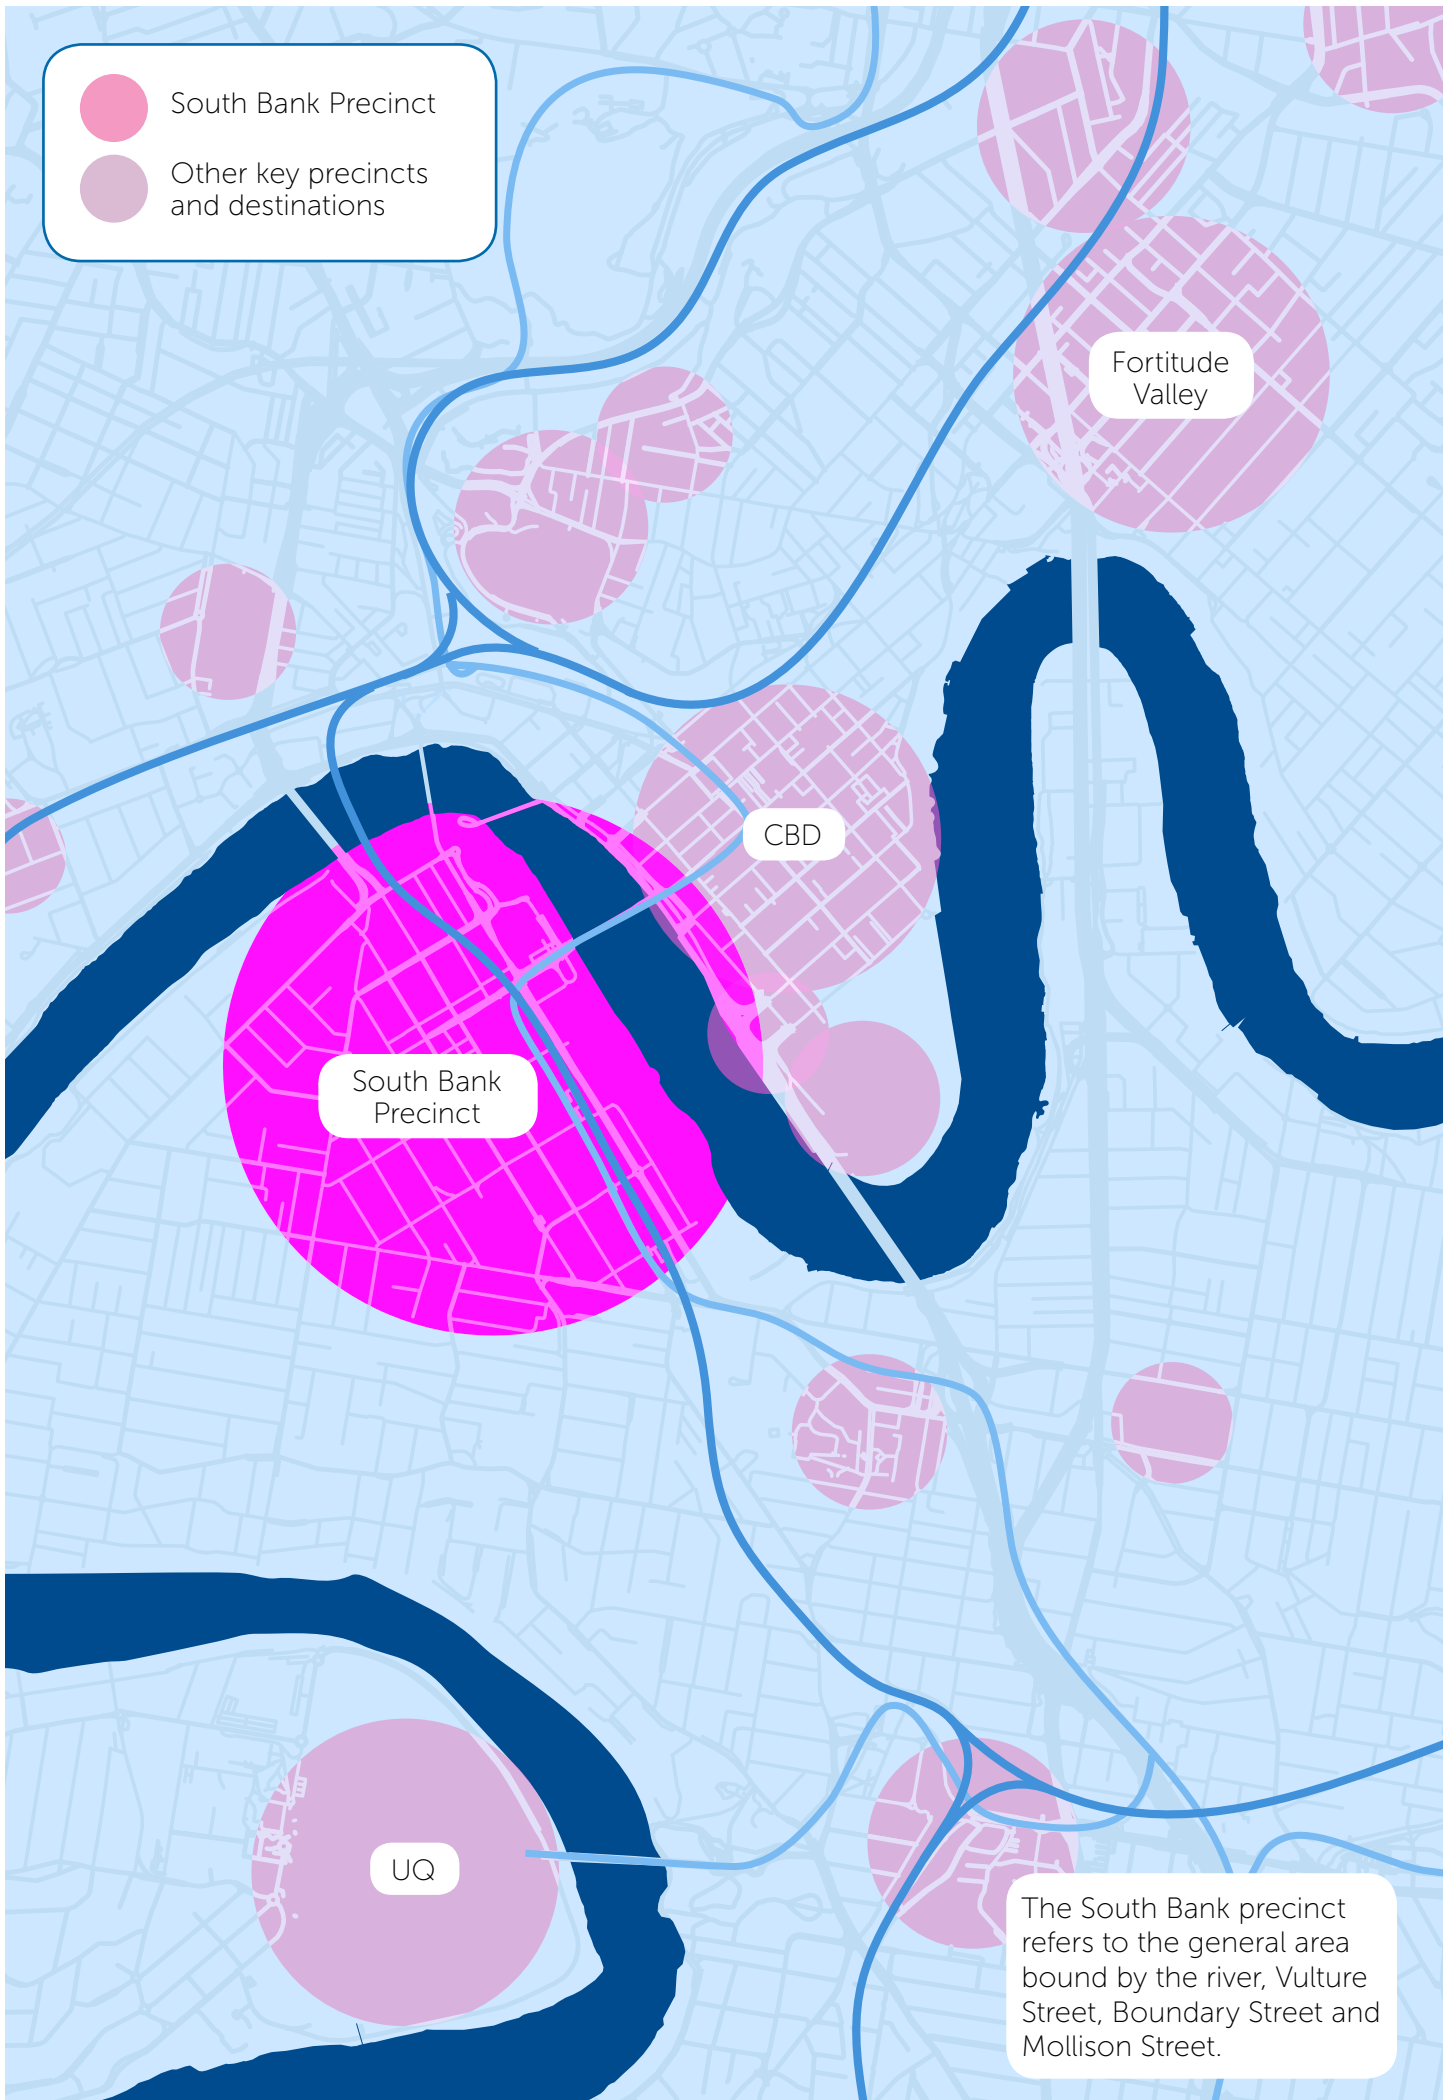 South Bank Precinct
Other key precincts
and destinations
Fortitude
Valley
CBD
South Bank
Precinct
UQ
The South Bank precinct
refers to the general area
bound by the river, Vulture
Street, Boundary Street and
Mollison Street.